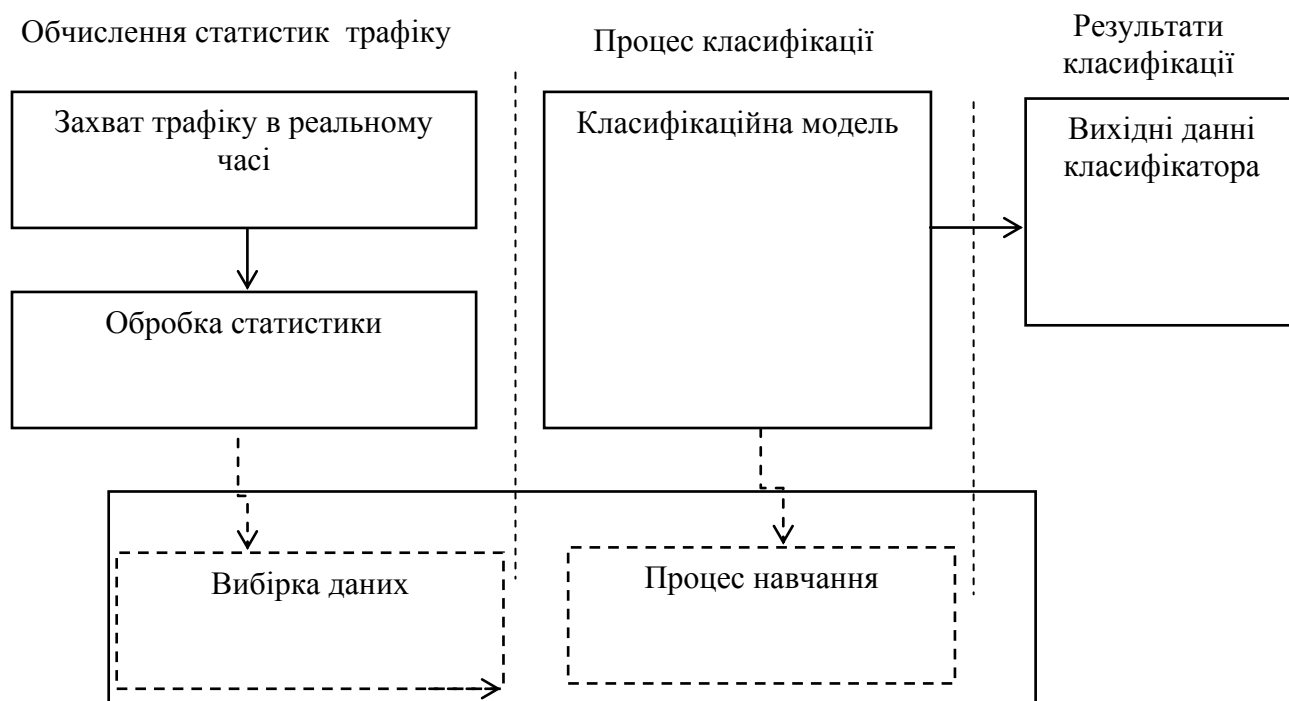 Обчислення статистик трафіку
Процес класифікації
Результати
класифікації
Захват трафіку в реальному
часі
Класифікаційна модель
Вихідні данні
класифікатора
Обробка статистики
Вибірка даних
Процес навчання